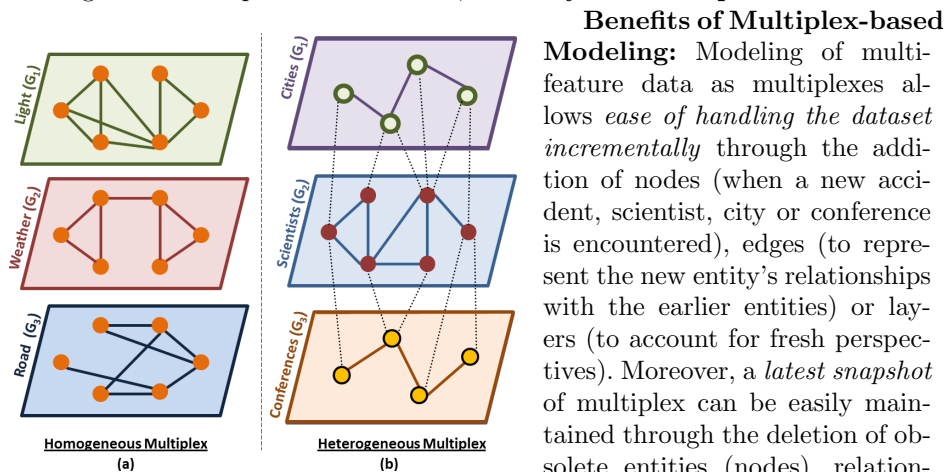 Benefits of Multiplex-based
Modeling: Modeling of multi-
feature data as multiplexes al-
lows ease of handling the dataset
incrementally through the addi-
tion of nodes (when a new acci-
dent, scientist, city or conference
is encountered), edges (to repre-
sent the new entity's relationships
with the earlier entities) or lay-
ers (to account for fresh perspec-
tives). Moreover, a latest snapshot
of multiplex can be easily main-
tained through the deletion of ob-
solete entities (nodes), relation-
Light (G₁)
Weather (G₂)
Road (G₃)
Homogeneous Multiplex
(a)
Cities (G₁)
Scientists (G₂)
Conferences (G₃)
Heterogeneous Multiplex
(b)